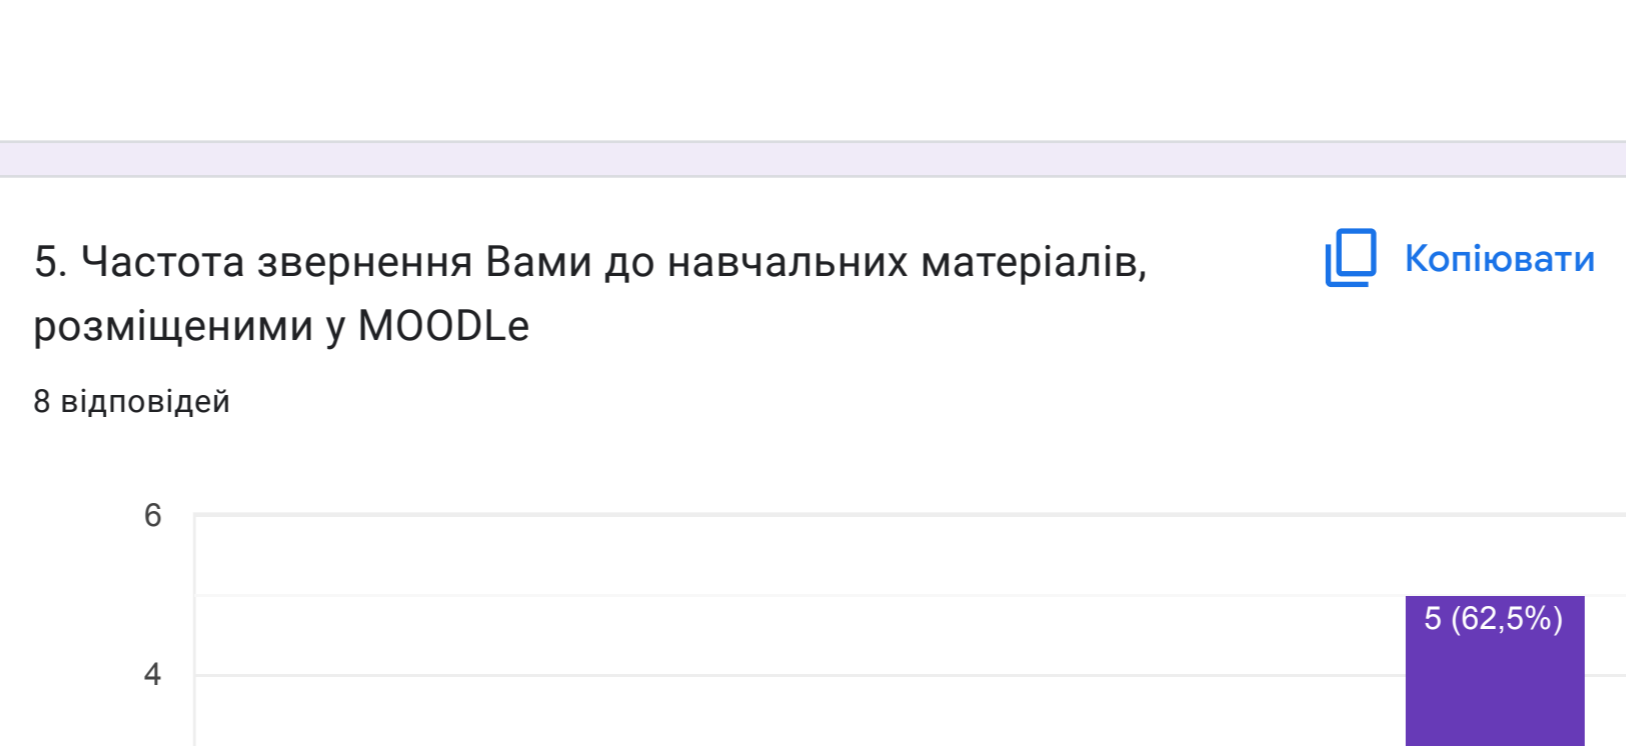 5. Частота звернення Вами до навчальних матеріалів,
розміщеними у MOODLe
Копіювати
8 відповідей
6
5 (62,5%)
4